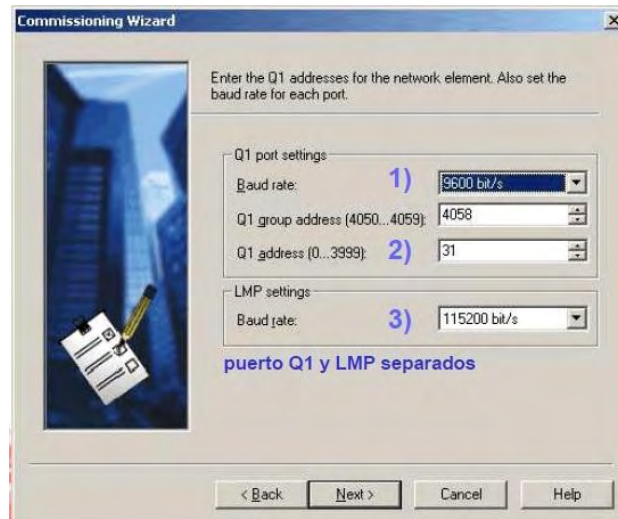 Commissioning Wizard
Enter the Q1 addresses for the network element. Also set the
baud rate for each port.
Q1 port settings
Baud rate: 1) 9600 bit/s
Q1 group address (4050...4059): 4058
Q1 address (0...3999): 2) 31
LMP settings
Baud rate: 3) 115200 bit/s
puerto Q1 y LMP separados
< Back Next > Cancel Help